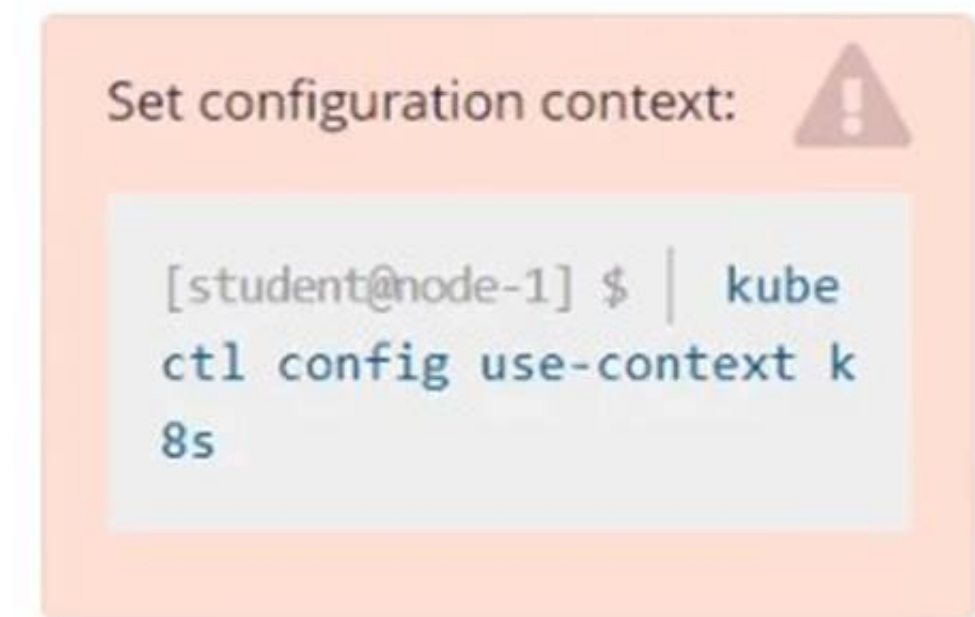 Set configuration context:
[student@node-1] $ | kube
ctl config use-context k
8s